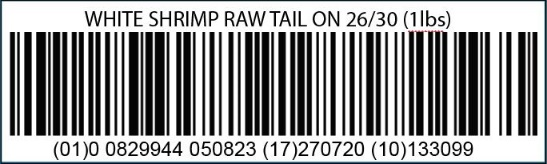 WHITE SHRIMP RAW TAIL ON 26/30 (1lbs)
(01)0 0829944 050823 (17)270720 (10)133099